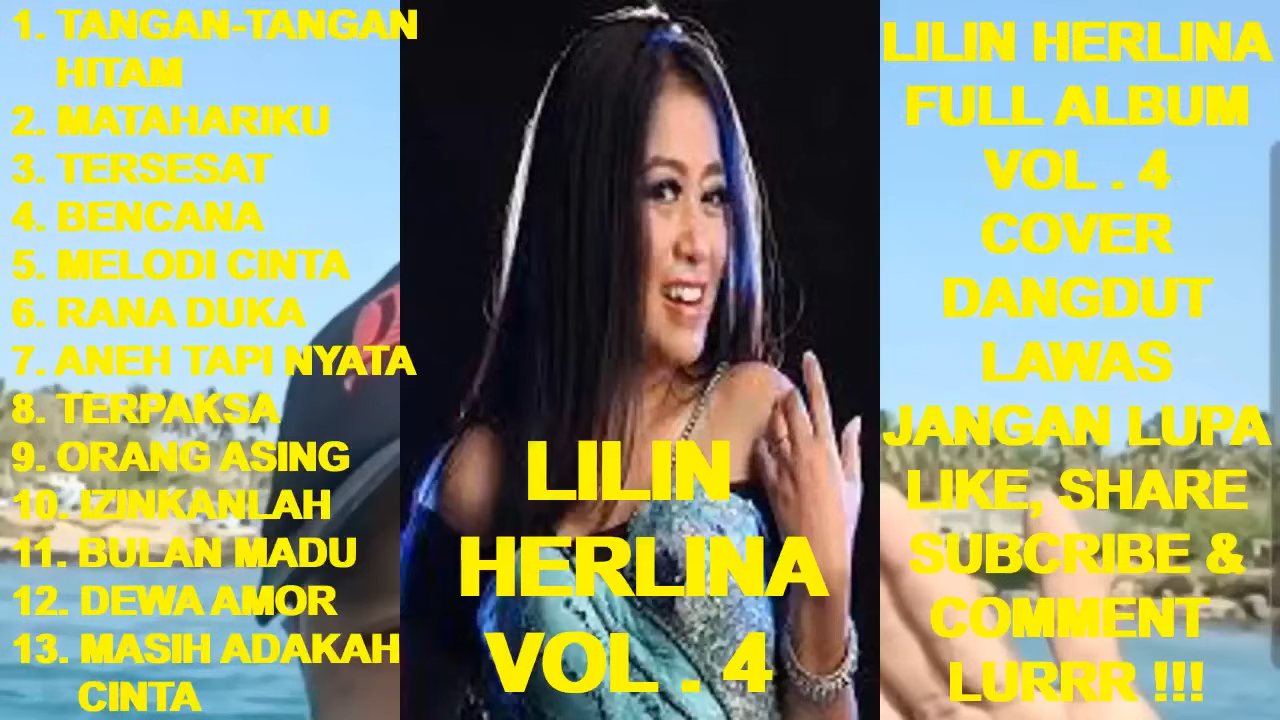 1. TANGAN-TANGAN
HITAM
2. MATAHARIKU
3. TERSESAT
4. BENCANA
5. MELODI CINTA
6. RANA DUKA
7. ANEH TAPI NYATA
8. TERPAKSA
9. ORANG ASING
10. IZINKANLAH
11. BULAN MADU
12. DEWA AMOR
13. MASIH ADAKAH
CINTA
LILIN
HERLINA
VOL . 4
LILIN HERLINA
FULL ALBUM
VOL . 4
COVER
DANGDUT
LAWAS
JANGAN LUPA
LIKE, SHARE
SUBCRIBE &
COMMENT
LURRR !!!